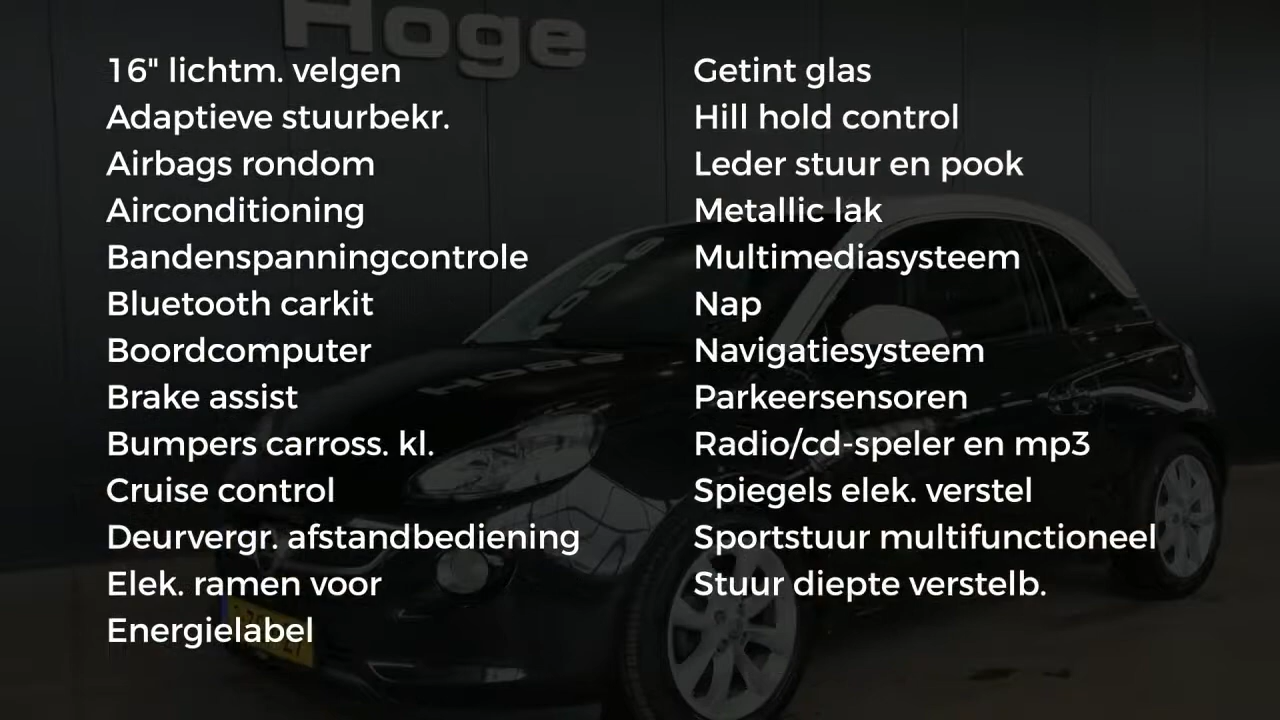 Hoge
16" lichtm. velgen
Adaptieve stuurbekr.
Airbags rondom
Airconditioning
Bandenspanningcontrole
Bluetooth carkit
Boordcomputer
Brake assist
Bumpers carross. kl.
Cruise control
Deurvergr. afstandbediening
Elek. ramen voor
Energielabel
Getint glas
Hill hold control
Leder stuur en pook
Metallic lak
Multimediasysteem
Nap
Navigatiesysteem
Parkeersensoren
Radio/cd-speler en mp3
Spiegels elek. verstel
Sportstuur multifunctioneel
Stuur diepte verstelb.